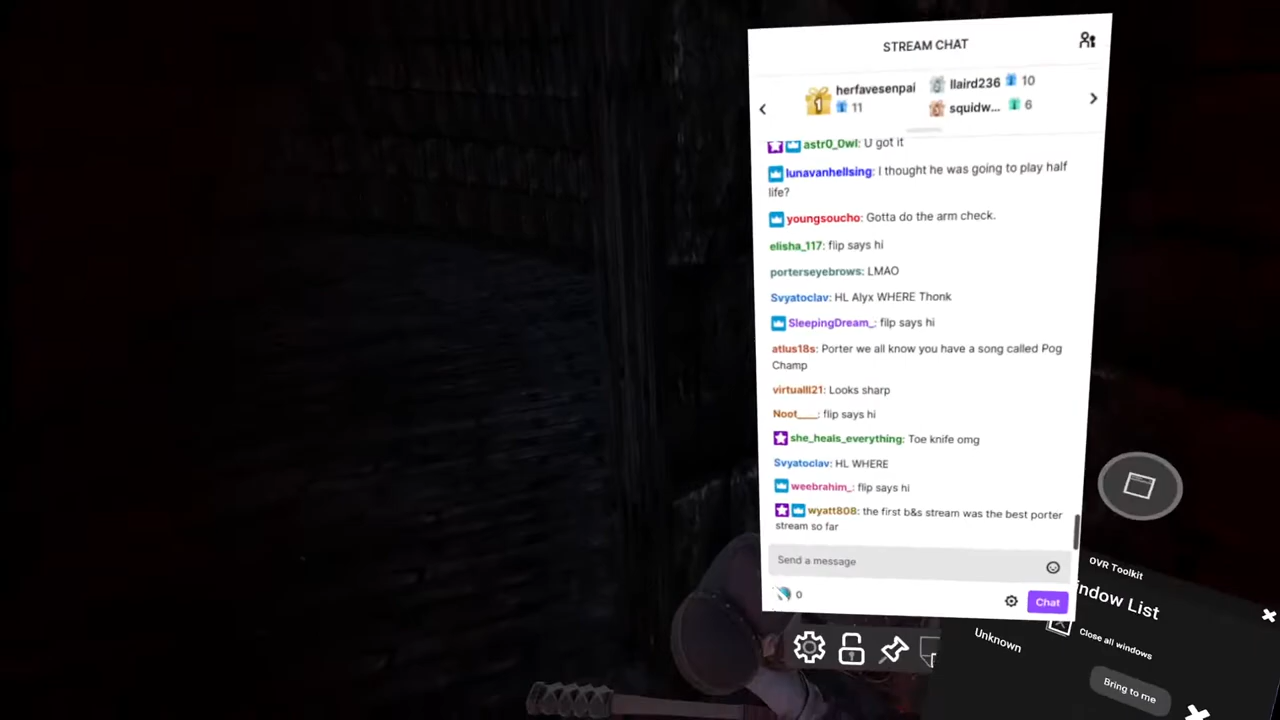 STREAM CHAT
herfavesenpai
11
llaird236 10
squidw... 6
astr0_0wl: U got it
lunavanhellsing: I thought he was going to play half
life?
youngsoucho: Gotta do the arm check.
elisha_117: flip says hi
porterseyebrows: LMAO
Svyatoclav: HL Alyx WHERE Thonk
SleepingDream_: filp says hi
atlus18s: Porter we all know you have a song called Pog
Champ
virtualll21: Looks sharp
Noot____: flip says hi
she_heals_everything: Toe knife omg
Svyatoclav: HL WHERE
weebrahim_: flip says hi
wyatt808: the first b&s stream was the best porter
stream so far
Send a message
0
Chat
OVR Toolkit
indow List
Close all windows
Unknown
Bring to me